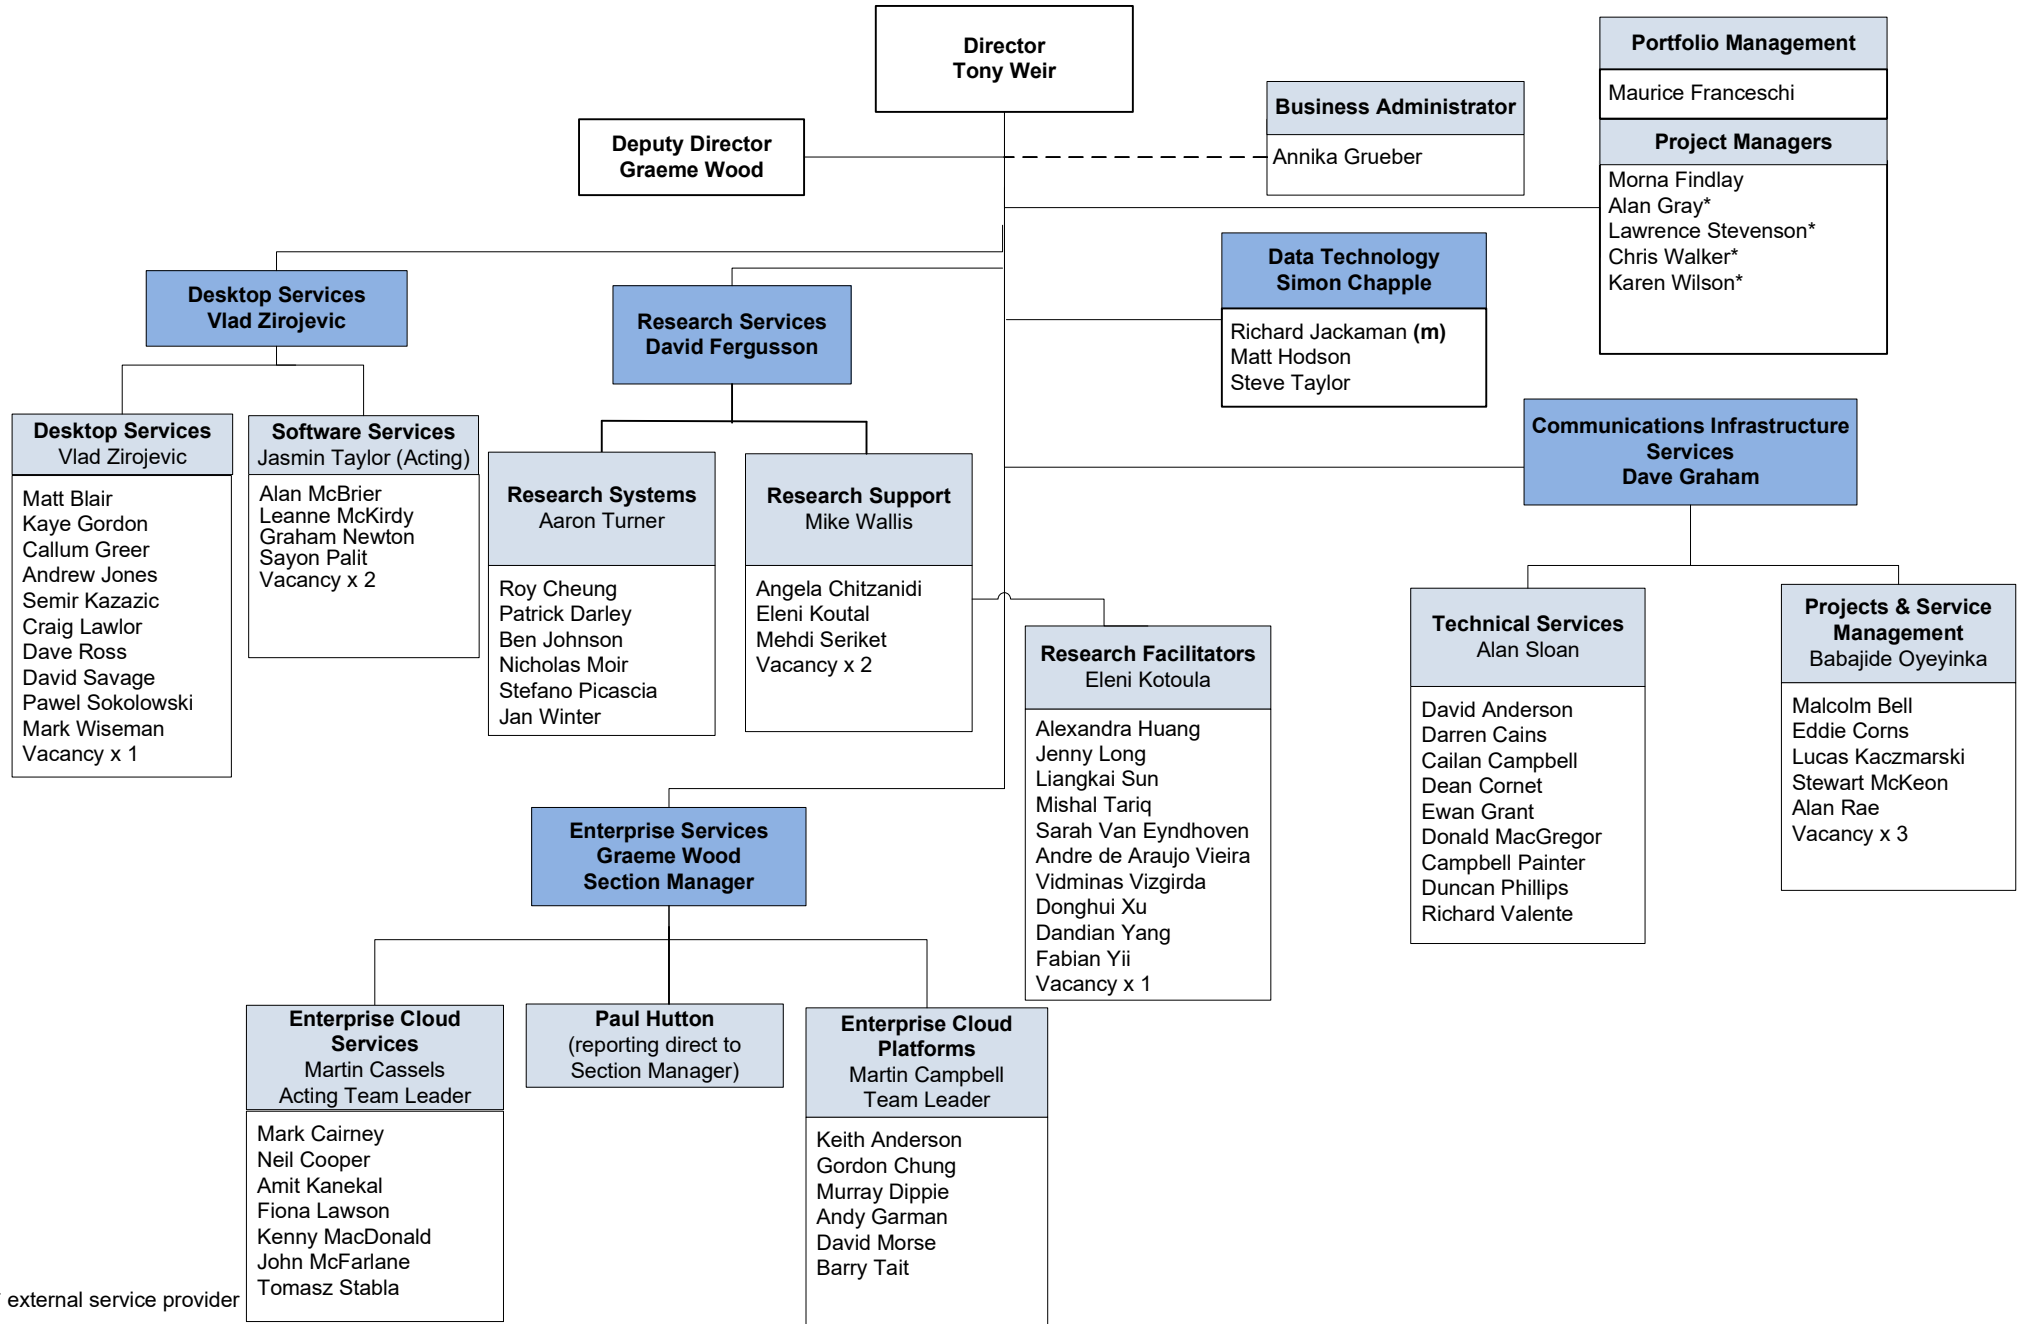 Director
Tony Weir
Portfolio Management
Maurice Franceschi
Business Administrator
Annika Grueber
Deputy Director
Graeme Wood
Project Managers
Morna Findlay
Alan Gray*
Lawrence Stevenson*
Chris Walker*
Karen Wilson*
Data Technology
Simon Chapple
Richard Jackaman (m)
Matt Hodson
Steve Taylor
Desktop Services
Vlad Zirojevic
Research Services
David Fergusson
Communications Infrastructure
Services
Dave Graham
Desktop Services
Vlad Zirojevic
Matt Blair
Kaye Gordon
Callum Greer
Andrew Jones
Semir Kazazic
Craig Lawlor
Dave Ross
David Savage
Pawel Sokolowski
Mark Wiseman
Vacancy x 1
Software Services
Jasmin Taylor (Acting)
Alan McBrier
Leanne McKirdy
Graham Newton
Sayon Palit
Vacancy x 2
Research Systems
Aaron Turner
Roy Cheung
Patrick Darley
Ben Johnson
Nicholas Moir
Stefano Picascia
Jan Winter
Research Support
Mike Wallis
Angela Chitzanidi
Eleni Koutal
Mehdi Seriket
Vacancy x 2
Research Facilitators
Eleni Kotoula
Alexandra Huang
Jenny Long
Liangkai Sun
Mishal Tariq
Sarah Van Eyndhoven
Andre de Araujo Vieira
Vidminas Vizgirda
Donghui Xu
Dandian Yang
Fabian Yii
Vacancy x 1
Technical Services
Alan Sloan
David Anderson
Darren Cains
Cailan Campbell
Dean Cornet
Ewan Grant
Donald MacGregor
Campbell Painter
Duncan Phillips
Richard Valente
Projects & Service
Management
Babajide Oyeyinka
Malcolm Bell
Eddie Corns
Lucas Kaczmarski
Stewart McKeon
Alan Rae
Vacancy x 3
Enterprise Services
Graeme Wood
Section Manager
Enterprise Cloud
Services
Martin Cassels
Acting Team Leader
Mark Cairney
Neil Cooper
Amit Kanekal
Fiona Lawson
Kenny MacDonald
John McFarlane
Tomasz Stabla
Paul Hutton
(reporting direct to
Section Manager)
Enterprise Cloud
Platforms
Martin Campbell
Team Leader
Keith Anderson
Gordon Chung
Murray Dippie
Andy Garman
David Morse
Barry Tait
external service provider